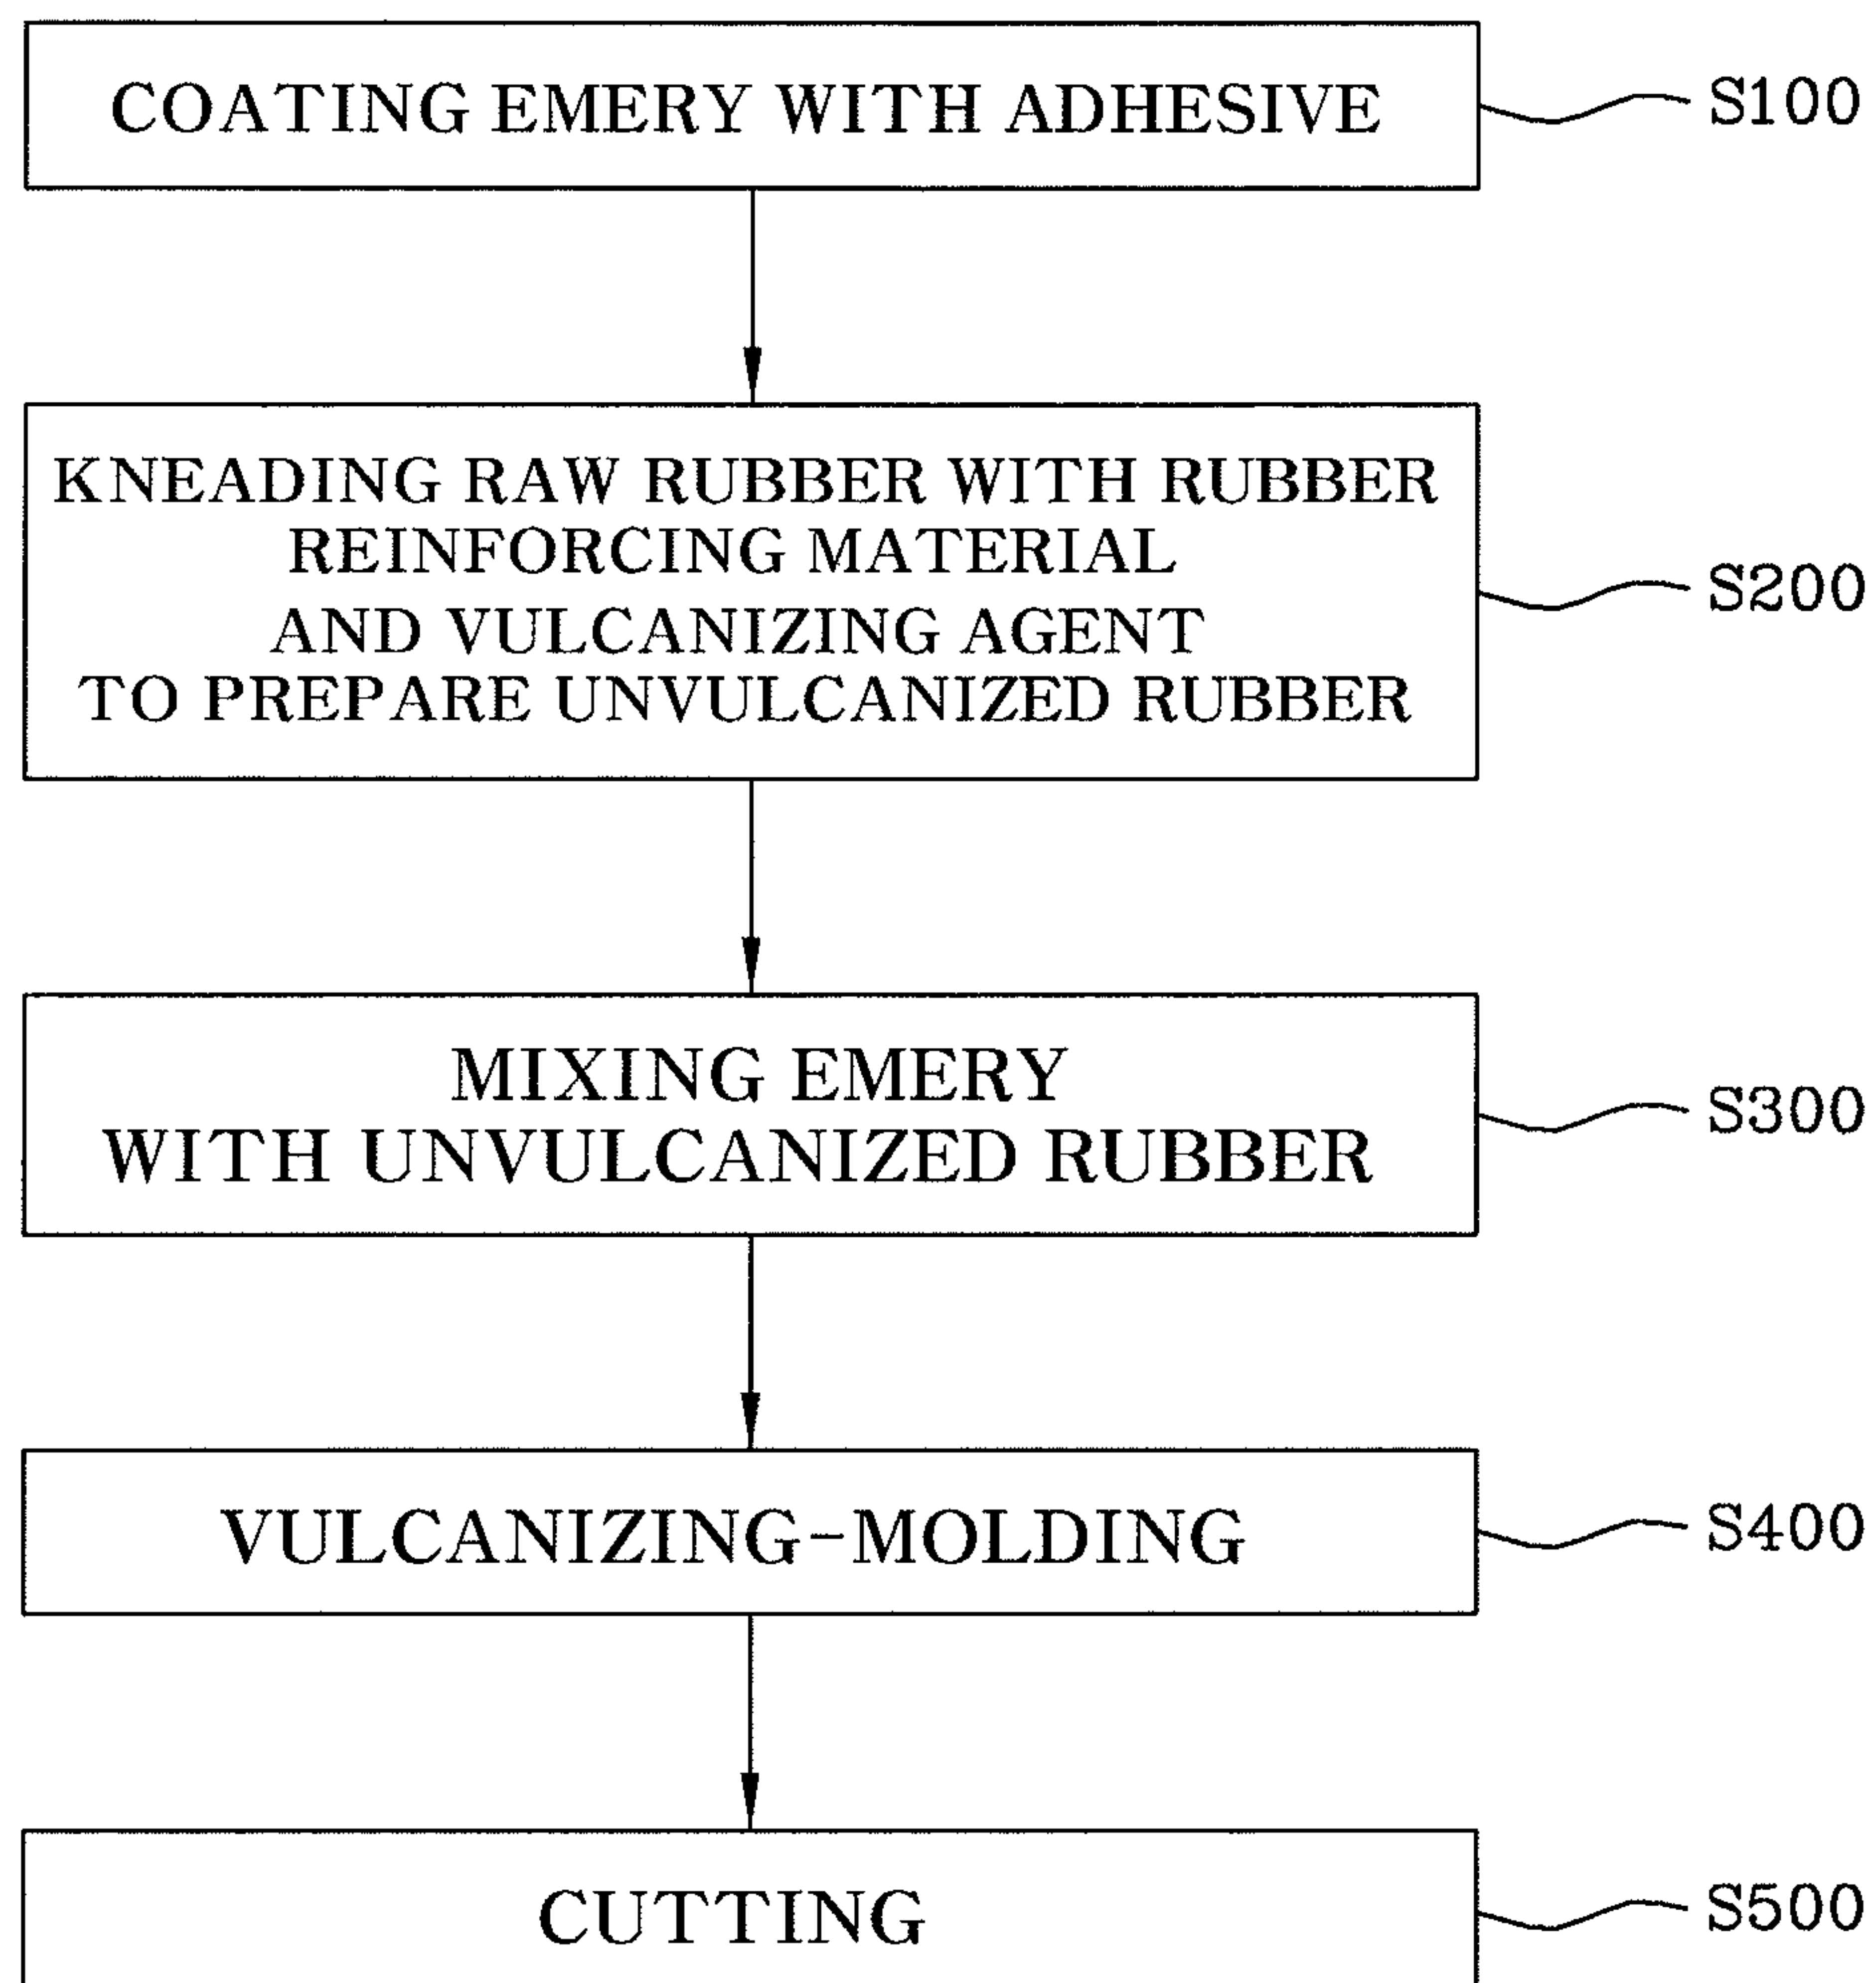 COATING EMERY WITH ADHESIVE
S100
KNEADING RAW RUBBER WITH RUBBER
REINFORCING MATERIAL
AND VULCANIZING AGENT
TO PREPARE UNVULCANIZED RUBBER
S200
MIXING EMERY
WITH UNVULCANIZED RUBBER
S300
VULCANIZING-MOLDING
S400
CUTTING
S500